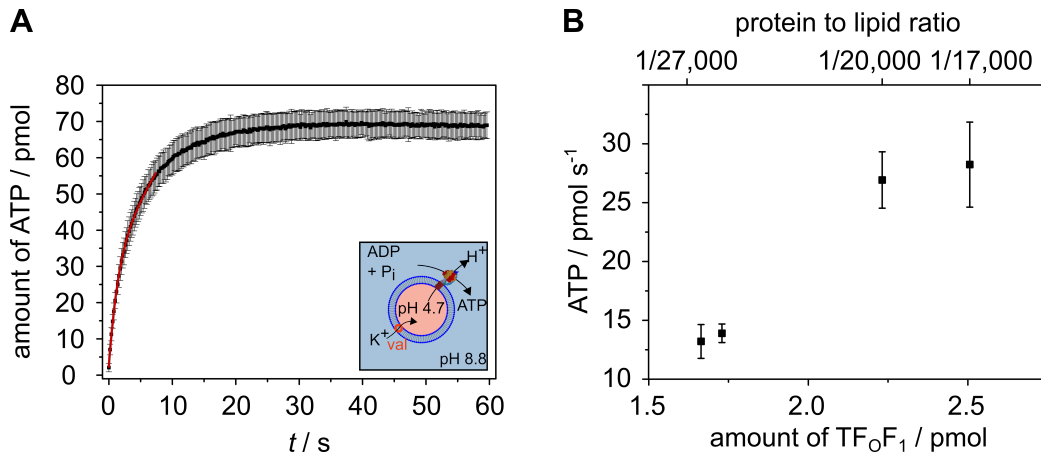 A
80
70
60
50
40
30
20
10
0
amount of ATP / pmol
0 10 20 30 40 50 60
t / s
ADP
+ Pi
H+
ATP
pH 4.7
K+
val
pH 8.8
B
protein to lipid ratio
1/27,000 1/20,000 1/17,000
30
25
20
15
10
ATP / pmol s-1
1.5 2.0 2.5
amount of TFOF1 / pmol